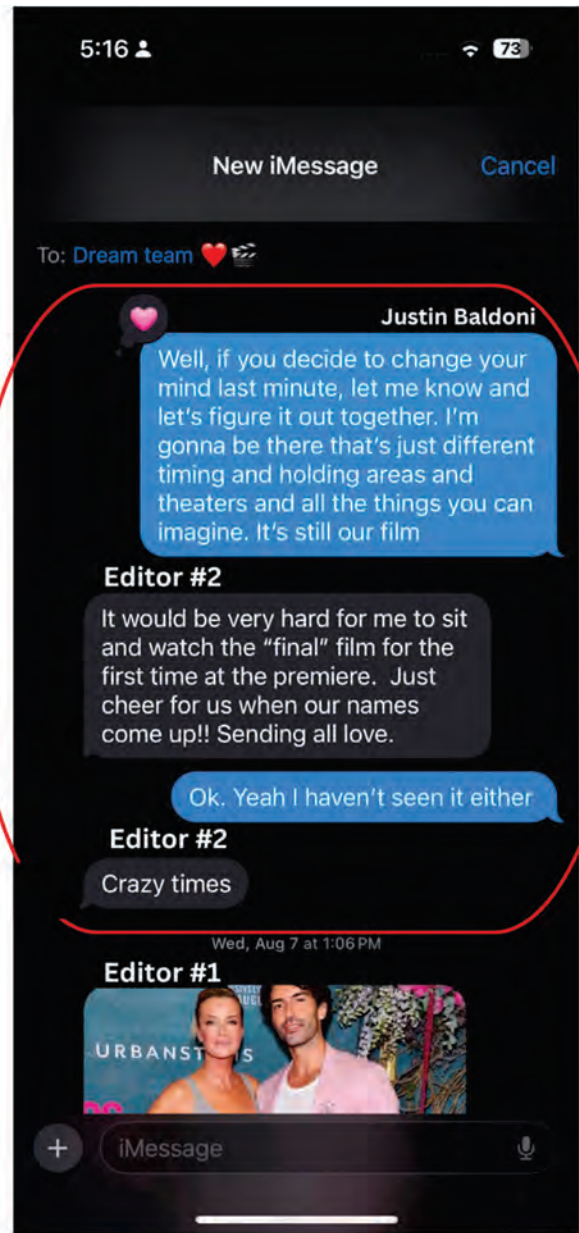 5:16
73
New iMessage
Cancel
To: Dream team ❤️🎬
Justin Baldoni
Well, if you decide to change your
mind last minute, let me know and
let's figure it out together. I'm
gonna be there that's just different
timing and holding areas and
theaters and all the things you can
imagine. It's still our film
Editor #2
It would be very hard for me to sit
and watch the “final” film for the
first time at the premiere.  Just
cheer for us when our names
come up!! Sending all love.
Ok. Yeah I haven't seen it either
Editor #2
Crazy times
Wed, Aug 7 at 1:06 PM
Editor #1
iMessage